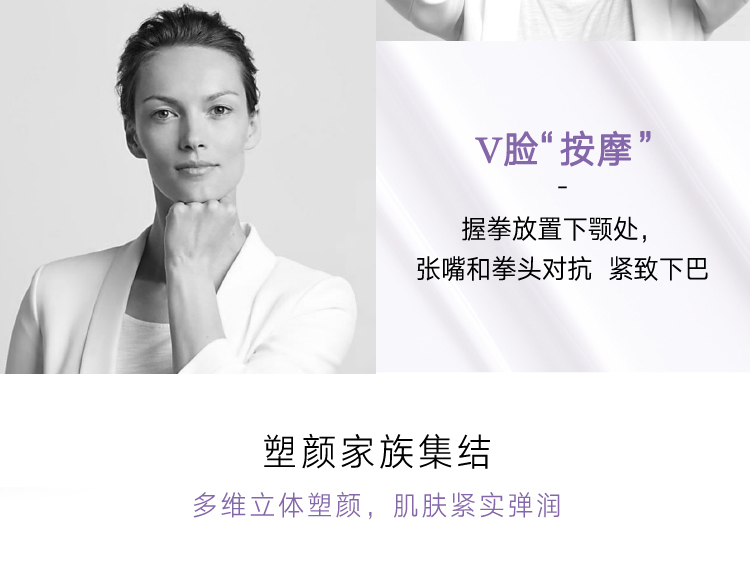 V脸“按摩”
-
握拳放置下颚处，
张嘴和拳头对抗 紧致下巴
塑颜家族集结
多维立体塑颜，肌肤紧实弹润